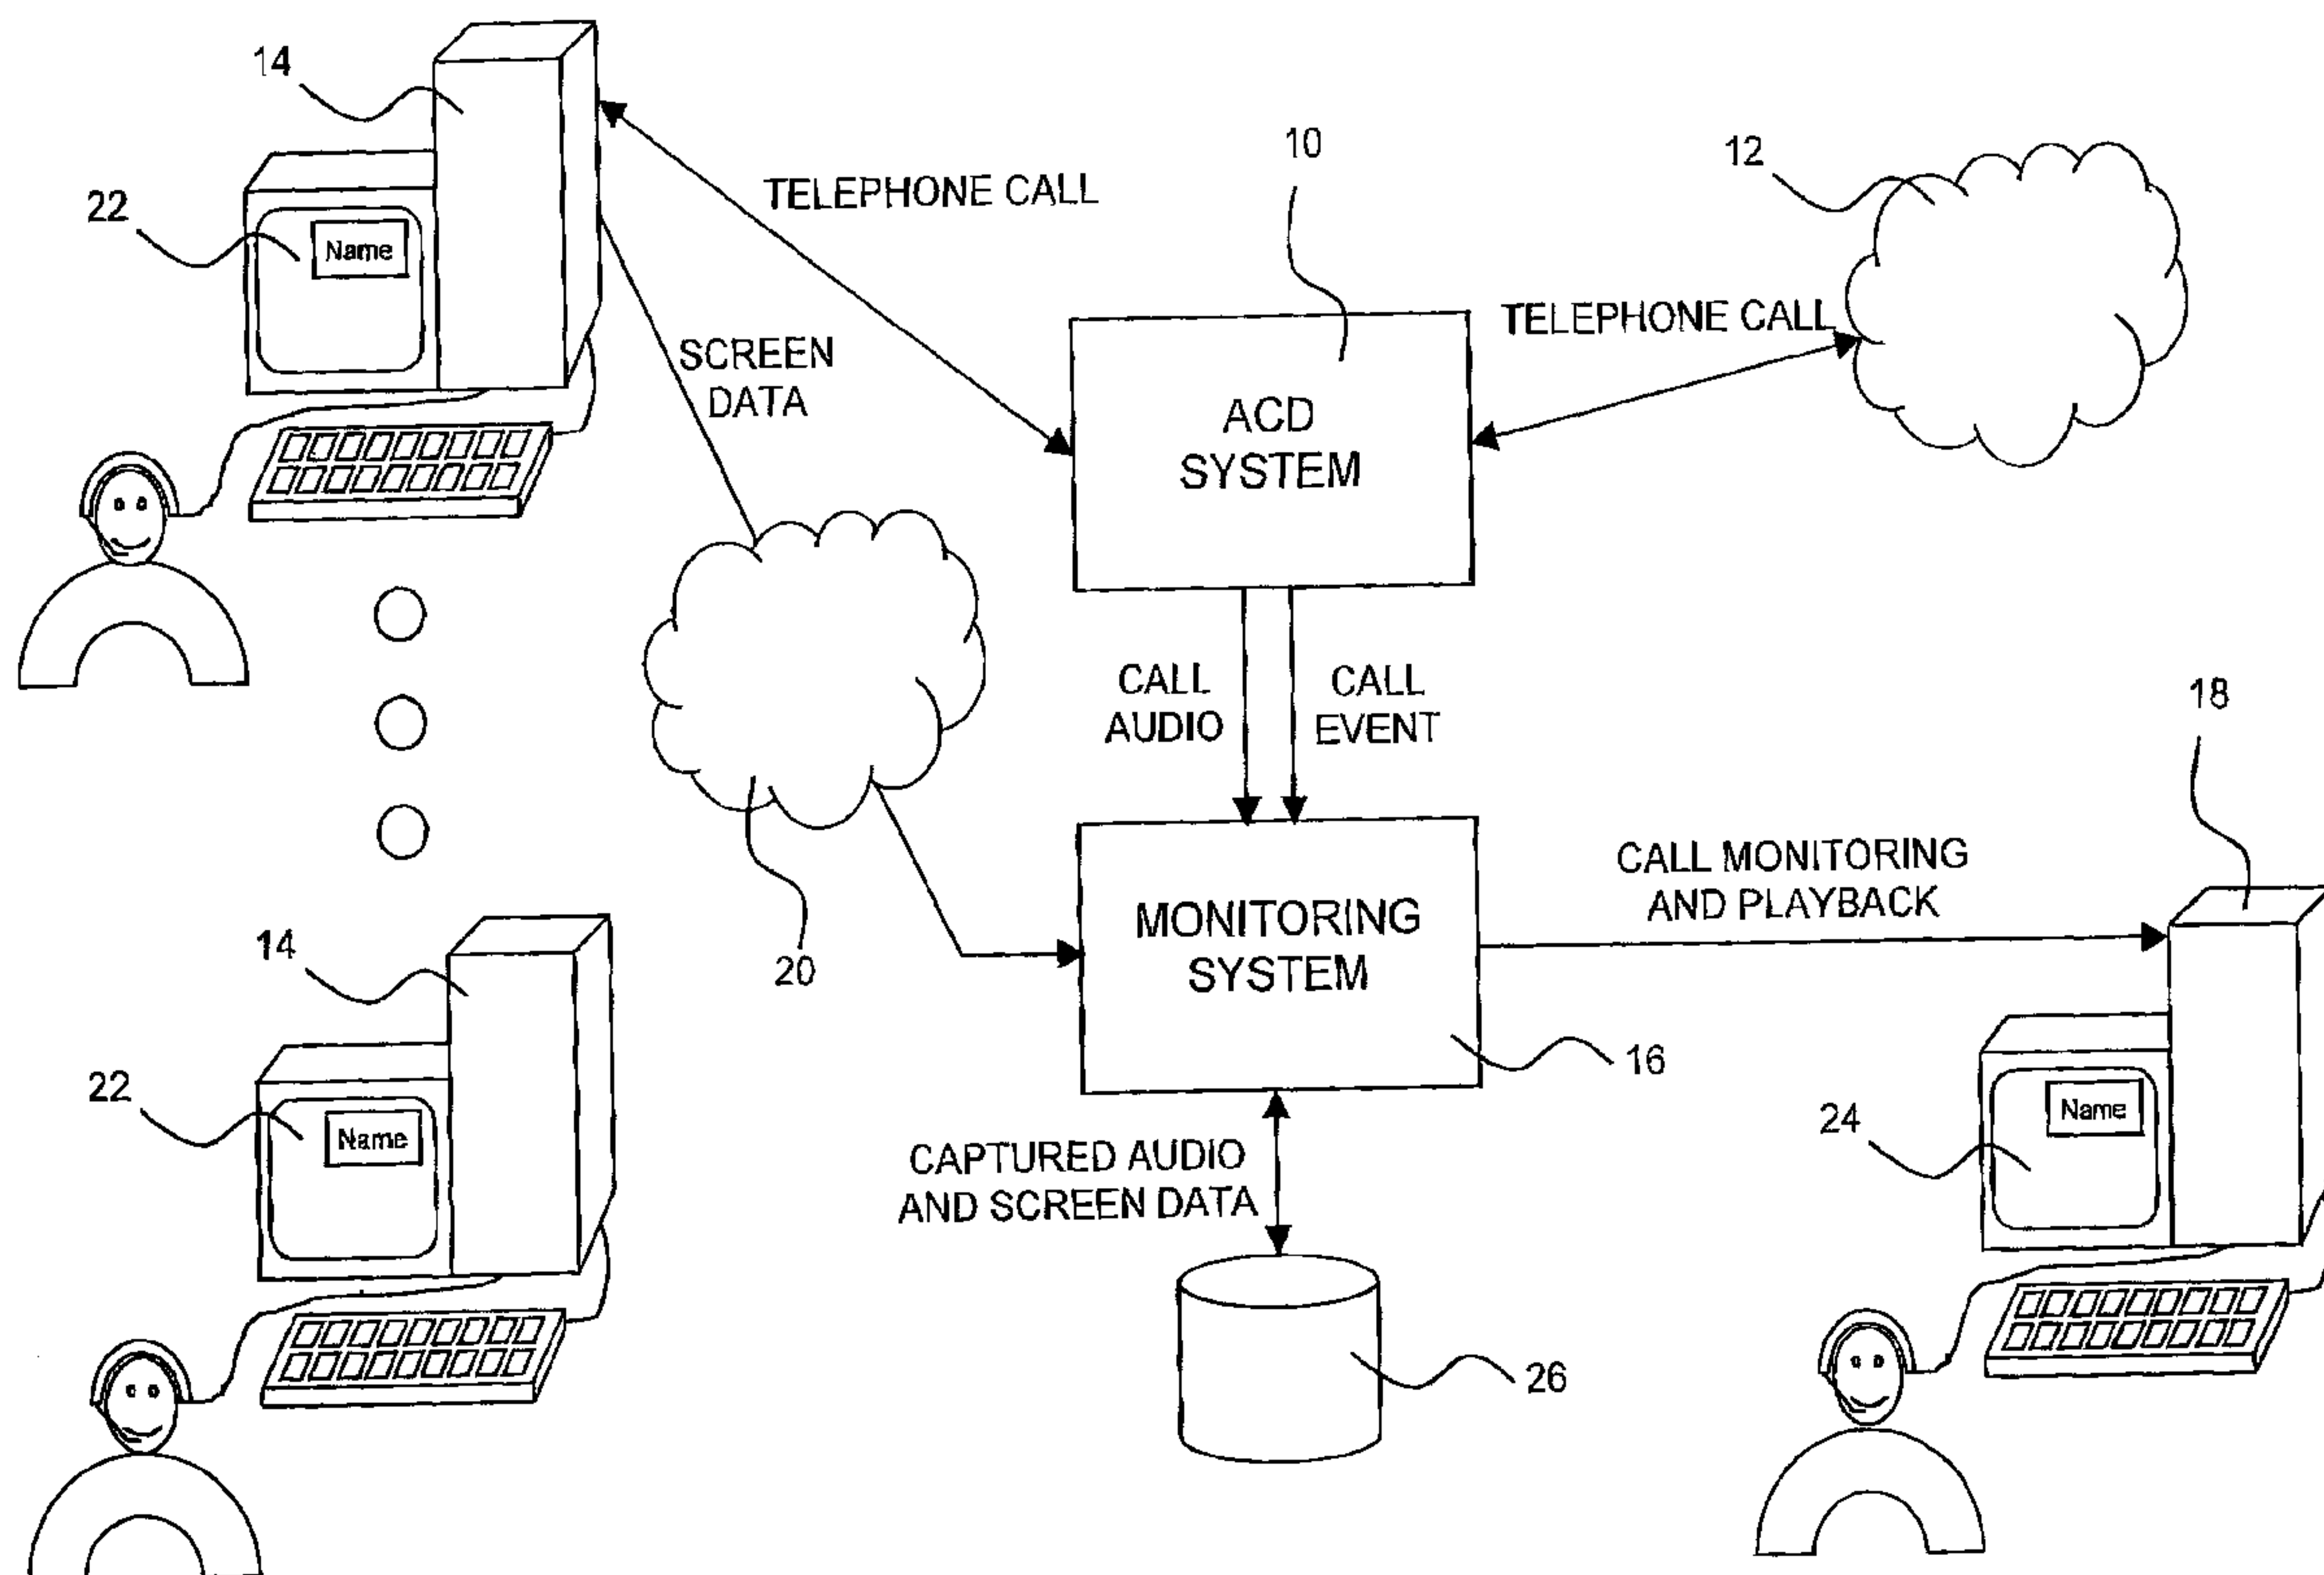 14
22
Name
TELEPHONE CALL
SCREEN
DATA
10
12
TELEPHONE CALL
ACD
SYSTEM
CALL
AUDIO
CALL
EVENT
20
18
MONITORING
SYSTEM
16
CALL MONITORING
AND PLAYBACK
14
22
Name
CAPTURED AUDIO
AND SCREEN DATA
26
24
Name